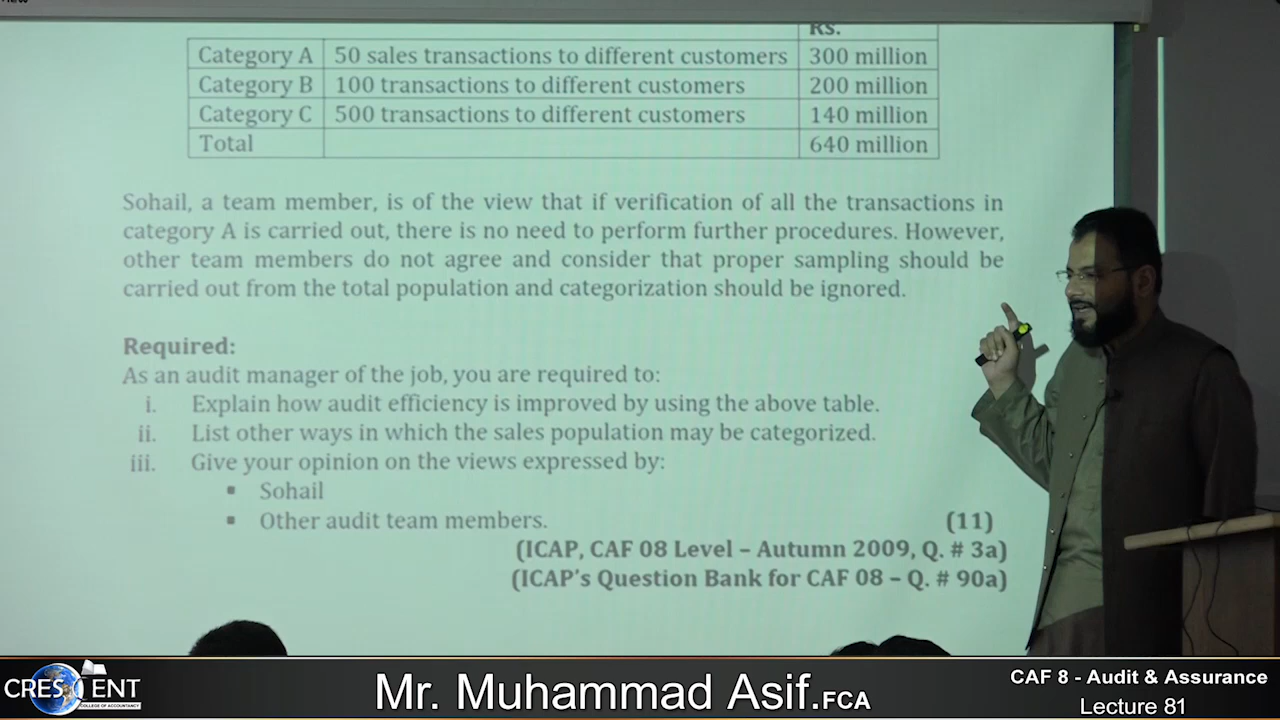 Rs.
Category A 50 sales transactions to different customers 300 million
Category B 100 transactions to different customers 200 million
Category C 500 transactions to different customers 140 million
Total 640 million
Sohail, a team member, is of the view that if verification of all the transactions in
category A is carried out, there is no need to perform further procedures. However,
other team members do not agree and consider that proper sampling should be
carried out from the total population and categorization should be ignored.
Required:
As an audit manager of the job, you are required to:
i. Explain how audit efficiency is improved by using the above table.
ii. List other ways in which the sales population may be categorized.
iii. Give your opinion on the views expressed by:
▪ Sohail
▪ Other audit team members. (11)
(ICAP, CAF 08 Level – Autumn 2009, Q. # 3a)
(ICAP's Question Bank for CAF 08 – Q. # 90a)
CRESCENT
COLLEGE OF ACCOUNTANCY
Mr. Muhammad Asif.FCA
CAF 8 - Audit & Assurance
Lecture 81